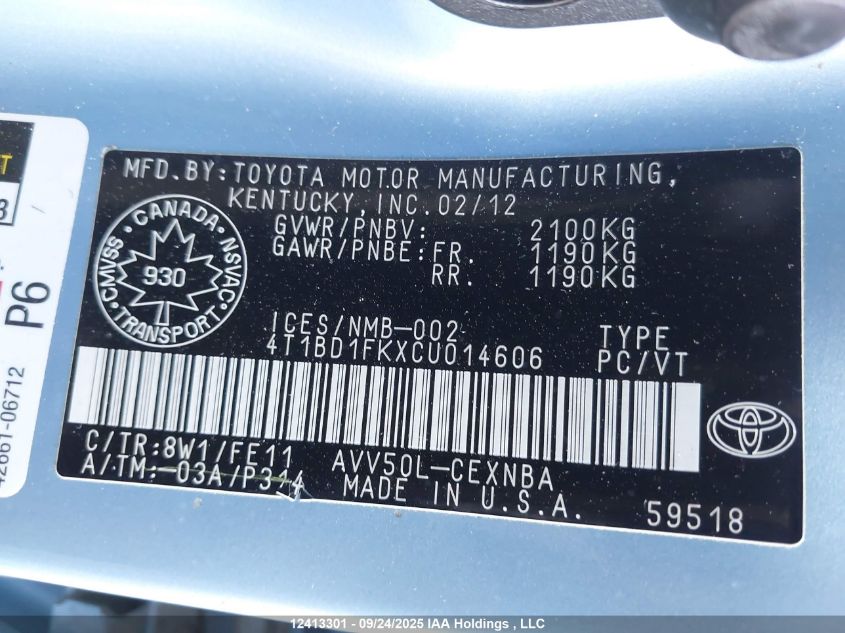 MFD.BY:TOYOTA MOTOR MANUFACTURING,
KENTUCKY,INC.02/12
GVWR/PNBV: 2100KG
GAWR/PNBE:FR. 1190KG
RR. 1190KG
CANADA
CMVSS NSVAC
930
TRANSPORT
ICES/NMB-002
4T1BD1FKXCU014606
TYPE
PC/VT
C/TR:8W1/FE11
A/TM:-03A/P314
AVV50L-CEXNBA
MADE IN U.S.A.
59518
P6
42661-06712
12413301 - 09/24/2025 IAA Holdings , LLC